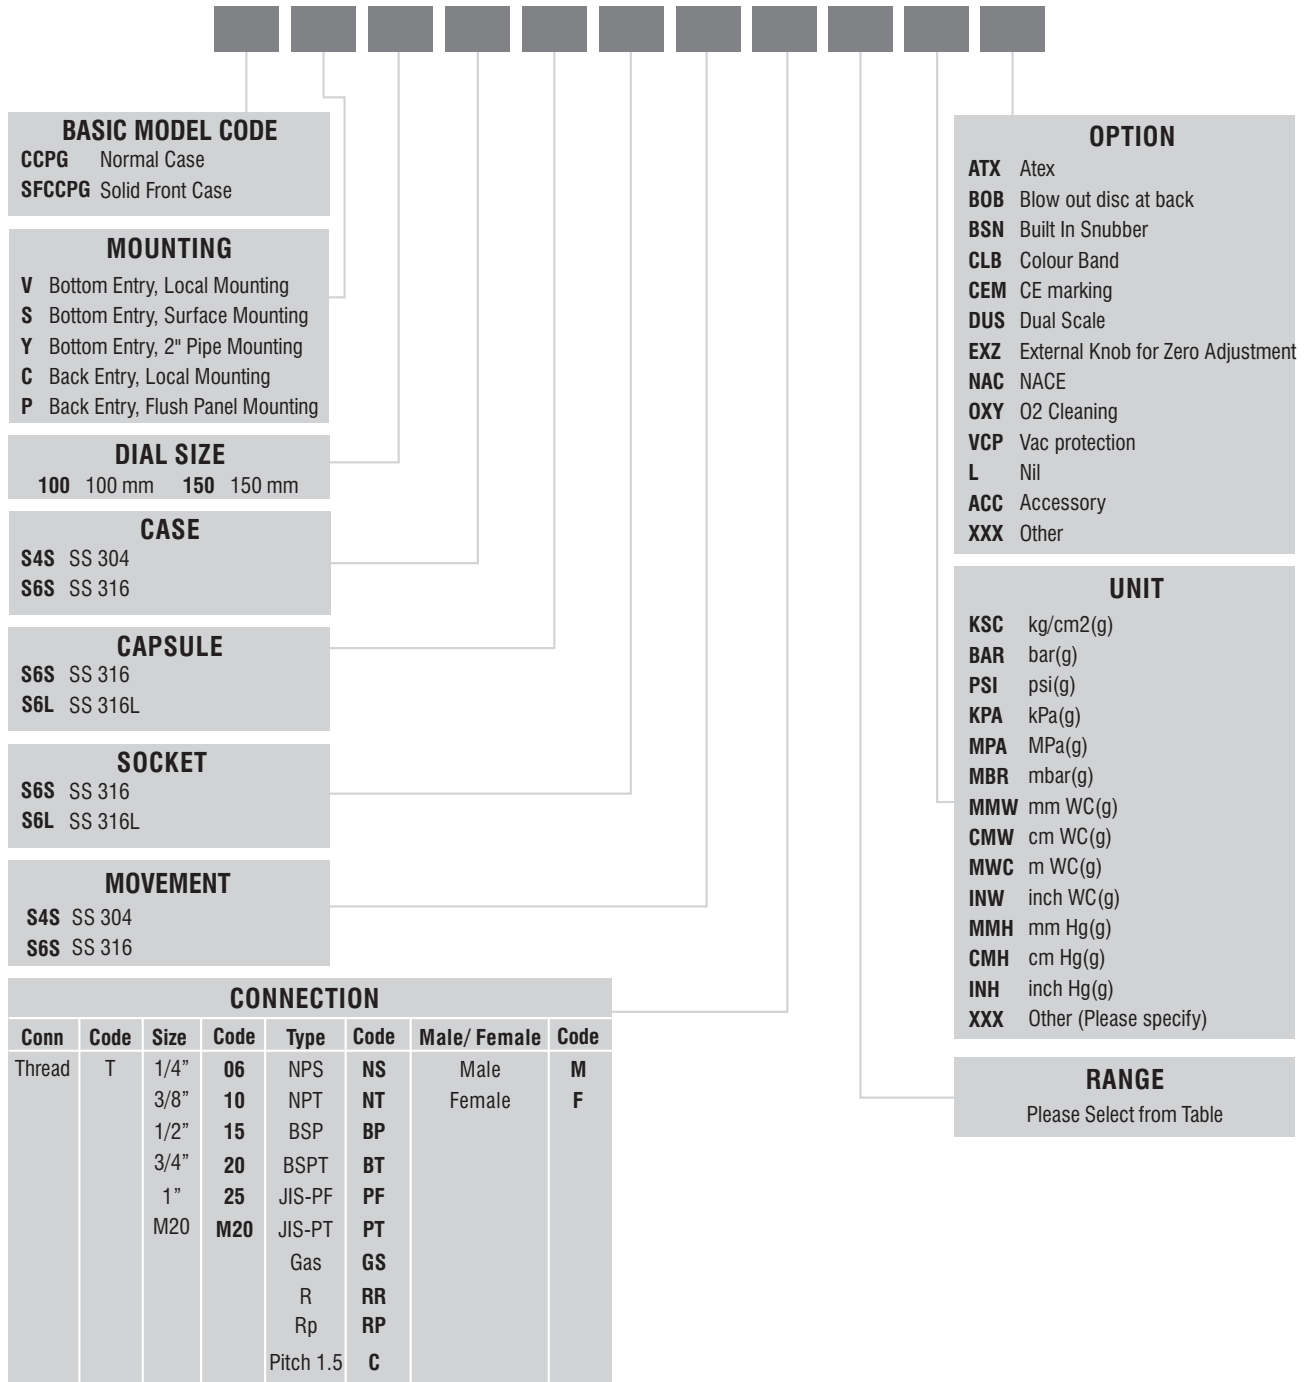 BASIC MODEL CODE
CCPG Normal Case
SFCCPG Solid Front Case
MOUNTING
V Bottom Entry, Local Mounting
S Bottom Entry, Surface Mounting
Y Bottom Entry, 2" Pipe Mounting
C Back Entry, Local Mounting
P Back Entry, Flush Panel Mounting
DIAL SIZE
100 100 mm 150 150 mm
CASE
S4S SS 304
S6S SS 316
CAPSULE
S6S SS 316
S6L SS 316L
SOCKET
S6S SS 316
S6L SS 316L
MOVEMENT
S4S SS 304
S6S SS 316
CONNECTION
Conn Code Size Code Type Code Male/ Female Code
Thread T 1/4” 06 NPS NS Male M
3/8” 10 NPT NT Female F
1/2” 15 BSP BP
3/4” 20 BSPT BT
1” 25 JIS-PF PF
M20 M20 JIS-PT PT
Gas GS
R RR
Rp RP
Pitch 1.5 C
OPTION
ATX Atex
BOB Blow out disc at back
BSN Built In Snubber
CLB Colour Band
CEM CE marking
DUS Dual Scale
EXZ External Knob for Zero Adjustment
NAC NACE
OXY O2 Cleaning
VCP Vac protection
L Nil
ACC Accessory
XXX Other
UNIT
KSC kg/cm2(g)
BAR bar(g)
PSI psi(g)
KPA kPa(g)
MPA MPa(g)
MBR mbar(g)
MMW mm WC(g)
CMW cm WC(g)
MWC m WC(g)
INW inch WC(g)
MMH mm Hg(g)
CMH cm Hg(g)
INH inch Hg(g)
XXX Other (Please specify)
RANGE
Please Select from Table